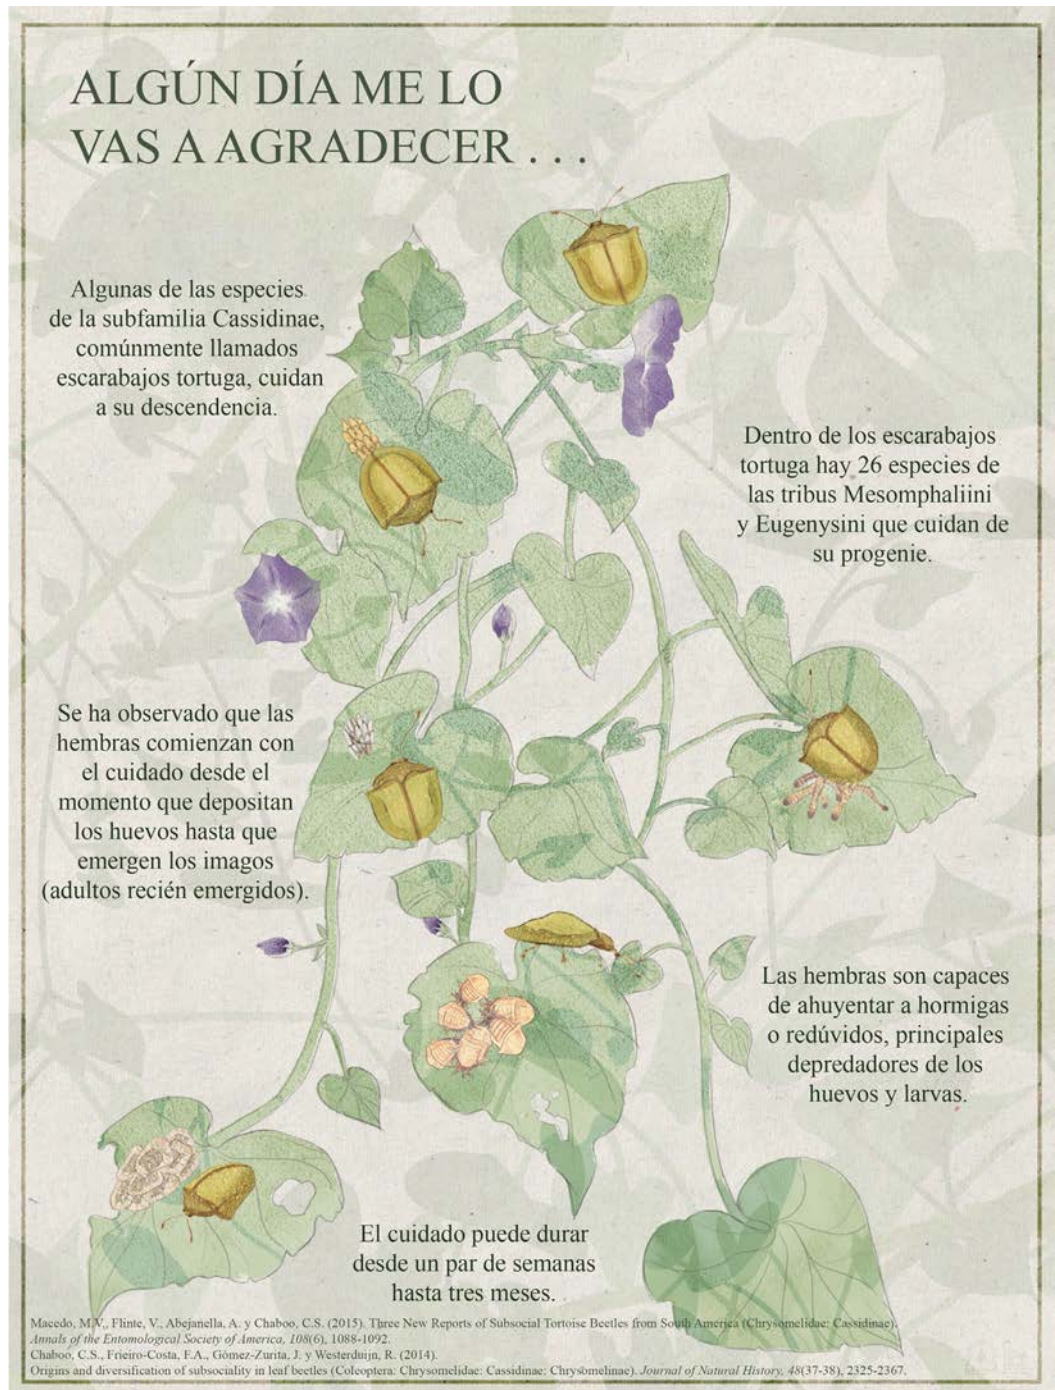 ALGÚN DÍA ME LO
VAS A AGRADECER . . .
Algunas de las especies
de la subfamilia Cassidinae,
comúnmente llamados
escarabajos tortuga, cuidan
a su descendencia.
Dentro de los escarabajos
tortuga hay 26 especies de
las tribus Mesomphaliini
y Eugenysini que cuidan de
su progenie.
Se ha observado que las
hembras comienzan con
el cuidado desde el
momento que depositan
los huevos hasta que
emergen los imagos
(adultos recién emergidos).
Las hembras son capaces
de ahuyentar a hormigas
o redúvidos, principales
depredadores de los
huevos y larvas.
El cuidado puede durar
desde un par de semanas
hasta tres meses.
Macedo, M.V., Flinte, V., Abejanella, A. y Chaboo, C.S. (2015). Three New Reports of Subsocial Tortoise Beetles from South America (Chrysomelidae: Cassidinae).
Annals of the Entomological Society of America, 108(6), 1088-1092.
Chaboo, C.S., Frieiro-Costa, F.A., Gómez-Zurita, J. y Westerduijn, R. (2014).
Origins and diversification of subsociality in leaf beetles (Coleoptera: Chrysomelidae: Cassidinae: Chrysomelinae). Journal of Natural History, 48(37-38), 2325-2367.